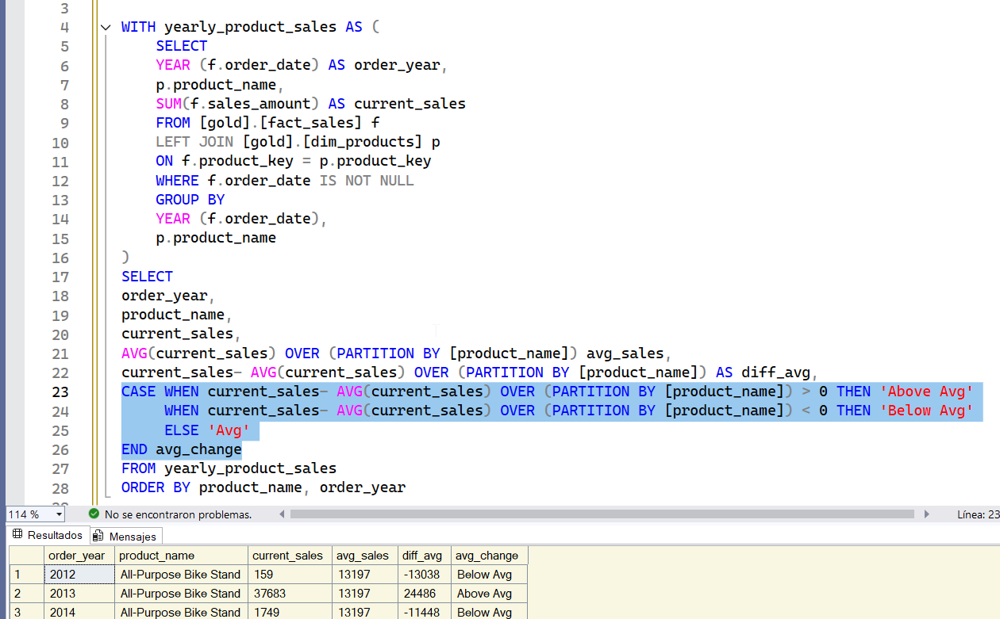 3
4 WITH yearly_product_sales AS (
5 SELECT
6 YEAR (f.order_date) AS order_year,
7 p.product_name,
8 SUM(f.sales_amount) AS current_sales
9 FROM [gold].[fact_sales] f
10 LEFT JOIN [gold].[dim_products] p
11 ON f.product_key = p.product_key
12 WHERE f.order_date IS NOT NULL
13 GROUP BY
14 YEAR (f.order_date),
15 p.product_name
16 )
17 SELECT
18 order_year,
19 product_name,
20 current_sales,
21 AVG(current_sales) OVER (PARTITION BY [product_name]) avg_sales,
22 current_sales- AVG(current_sales) OVER (PARTITION BY [product_name]) AS diff_avg,
23 CASE WHEN current_sales- AVG(current_sales) OVER (PARTITION BY [product_name]) > 0 THEN 'Above Avg'
24 WHEN current_sales- AVG(current_sales) OVER (PARTITION BY [product_name]) < 0 THEN 'Below Avg'
25 ELSE 'Avg'
26 END avg_change
27 FROM yearly_product_sales
28 ORDER BY product_name, order_year
114 % No se encontraron problemas. Línea: 23
Resultados Mensajes
order_year product_name current_sales avg_sales diff_avg avg_change
1 2012 All-Purpose Bike Stand 159 13197 -13038 Below Avg
2 2013 All-Purpose Bike Stand 37683 13197 24486 Above Avg
3 2014 All-Purpose Bike Stand 1749 13197 -11448 Below Avg